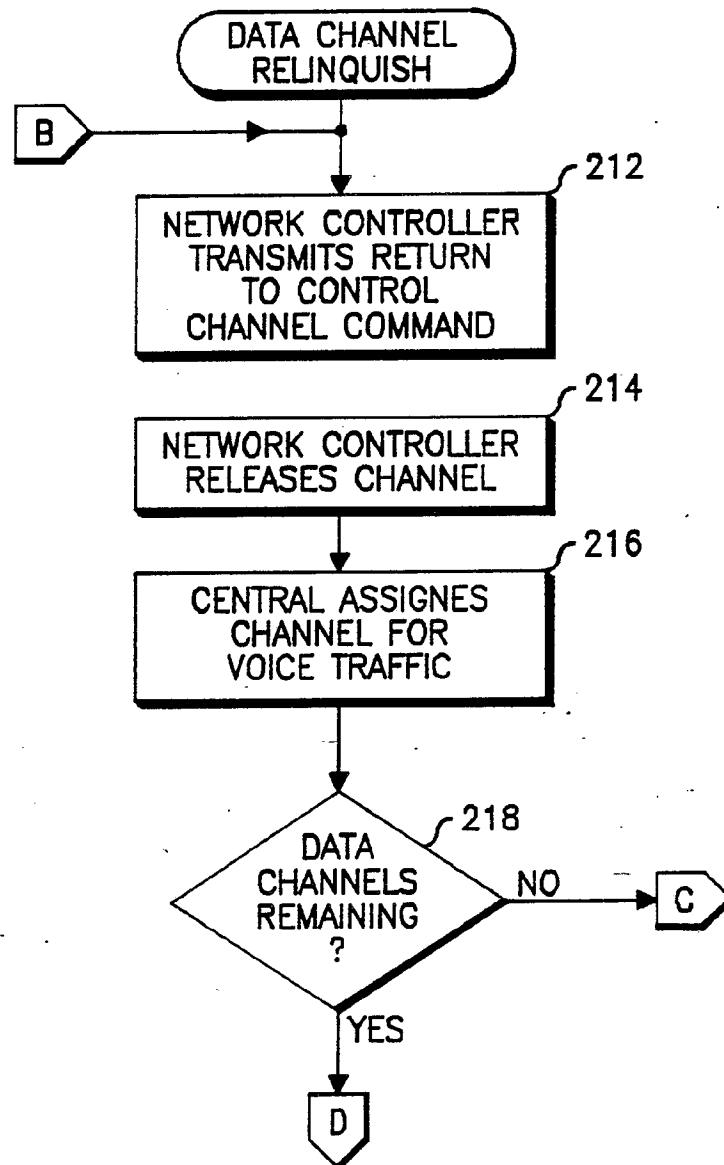 DATA CHANNEL
RELINQUISH
B
212
NETWORK CONTROLLER
TRANSMITS RETURN
TO CONTROL
CHANNEL COMMAND
214
NETWORK CONTROLLER
RELEASES CHANNEL
216
CENTRAL ASSIGNES
CHANNEL FOR
VOICE TRAFFIC
218
DATA
CHANNELS
REMAINING
?
NO
C
YES
D